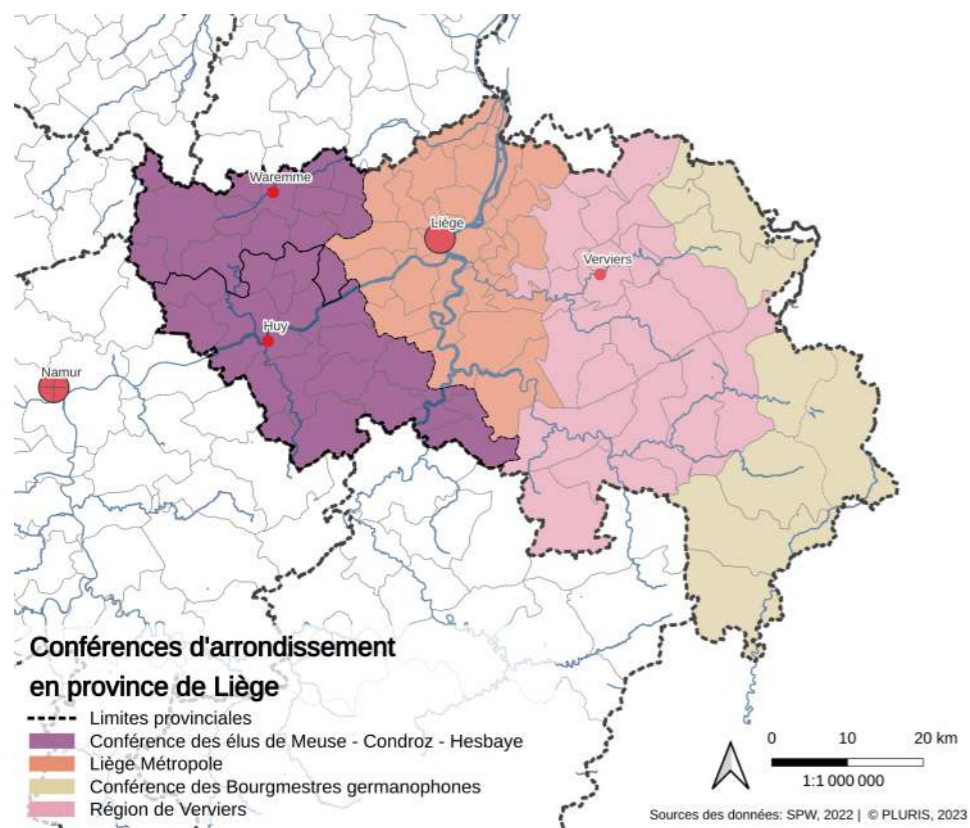 Waremme
Liège
Verviers
Huy
Namur
Conférences d'arrondissement
en province de Liège
Limites provinciales
Conférence des élus de Meuse - Condroz - Hesbaye
Liège Métropole
Conférence des Bourgmestres germanophones
Région de Verviers
0 10 20 km
1:1 000 000
Sources des données: SPW, 2022 | © PLURIS, 2023